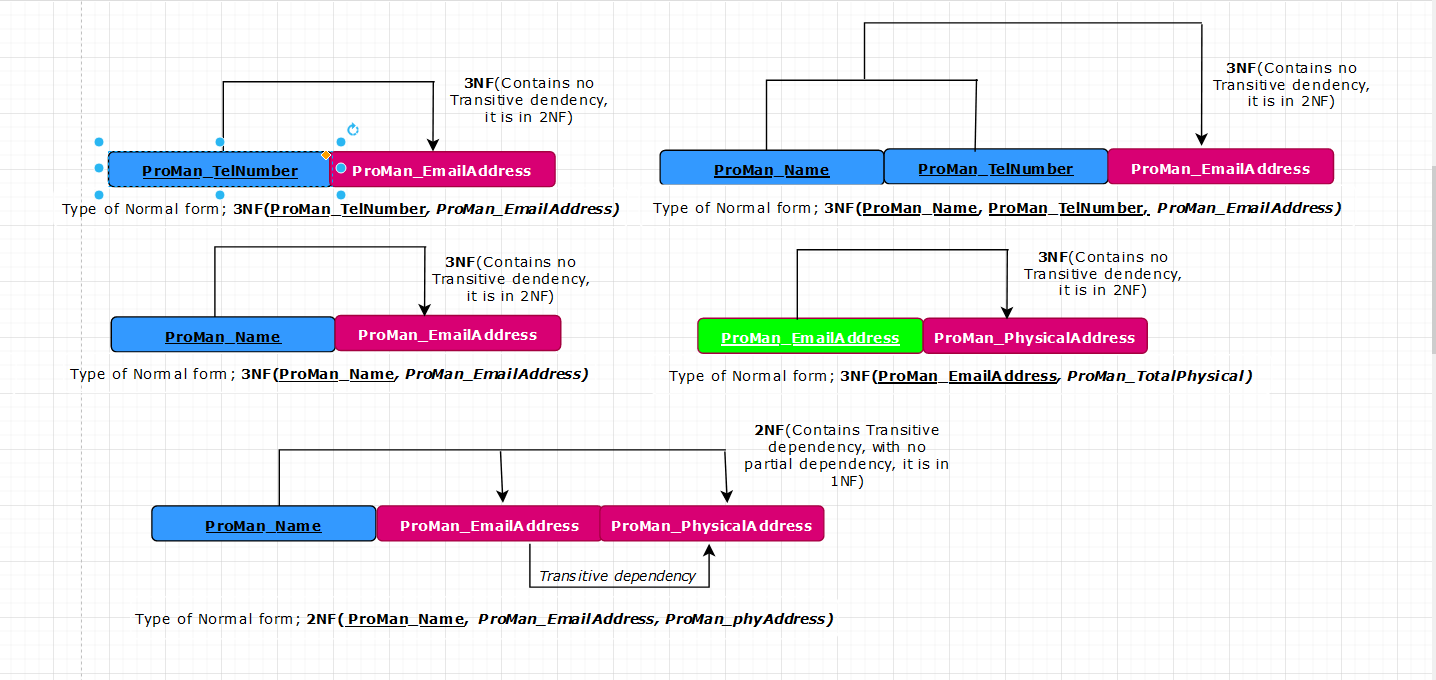 3NF(Contains no
Transitive dendency,
it is in 2NF)
ProMan_TelNumber ProMan_EmailAddress
Type of Normal form; 3NF(ProMan_TelNumber, ProMan_EmailAddress)
3NF(Contains no
Transitive dendency,
it is in 2NF)
ProMan_Name ProMan_TelNumber ProMan_EmailAddress
Type of Normal form; 3NF(ProMan_Name, ProMan_TelNumber, ProMan_EmailAddress)
3NF(Contains no
Transitive dendency,
it is in 2NF)
ProMan_Name ProMan_EmailAddress
Type of Normal form; 3NF(ProMan_Name, ProMan_EmailAddress)
3NF(Contains no
Transitive dendency,
it is in 2NF)
ProMan_EmailAddress ProMan_PhysicalAddress
Type of Normal form; 3NF(ProMan_EmailAddress, ProMan_TotalPhysical)
2NF(Contains Transitive
dependency, with no
partial dependency, it is in
1NF)
ProMan_Name ProMan_EmailAddress ProMan_PhysicalAddress
Transitive dependency
Type of Normal form; 2NF( ProMan_Name, ProMan_EmailAddress, ProMan_phyAddress)